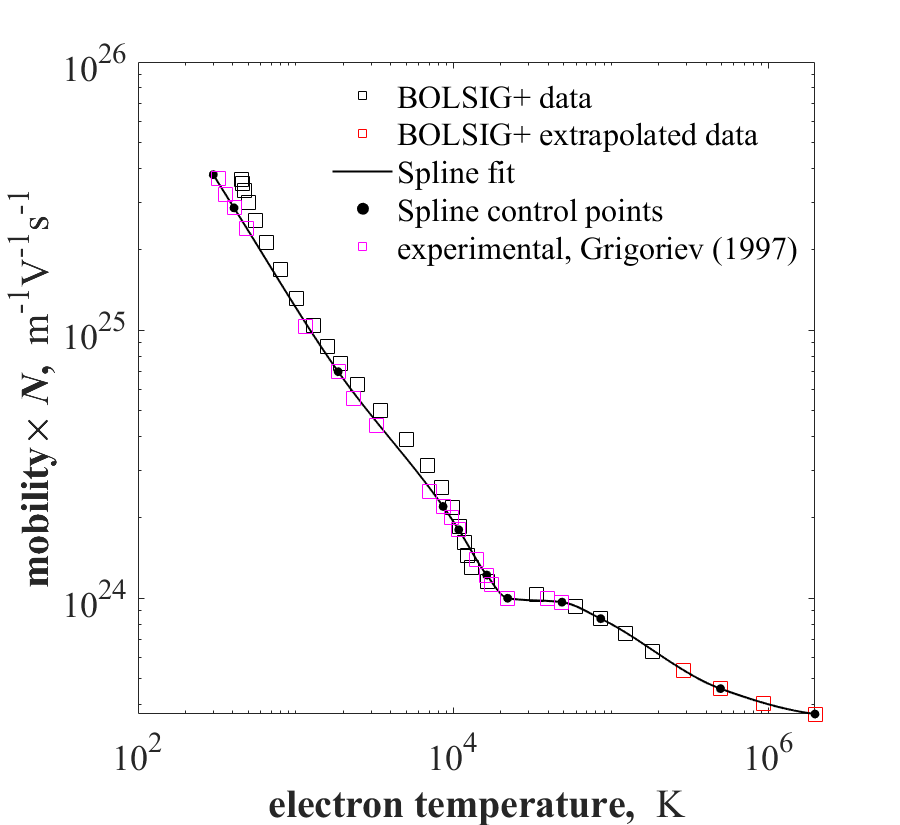 10^26
10^25
10^24
mobility× N, m^-1V^-1s^-1
BOLSIG+ data
BOLSIG+ extrapolated data
Spline fit
Spline control points
experimental, Grigoriev (1997)
10^2
10^4
10^6
electron temperature, K